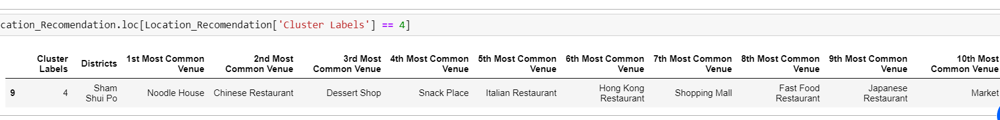 cation_Recomendation.loc[Location_Recomendation['Cluster Labels'] == 4]
Cluster Labels Districts 1st Most Common Venue 2nd Most Common Venue 3rd Most Common Venue 4th Most Common Venue 5th Most Common Venue 6th Most Common Venue 7th Most Common Venue 8th Most Common Venue 9th Most Common Venue 10th Most Common Venue
9 4 Sham Shui Po Noodle House Chinese Restaurant Dessert Shop Snack Place Italian Restaurant Hong Kong Restaurant Shopping Mall Fast Food Restaurant Japanese Restaurant Market